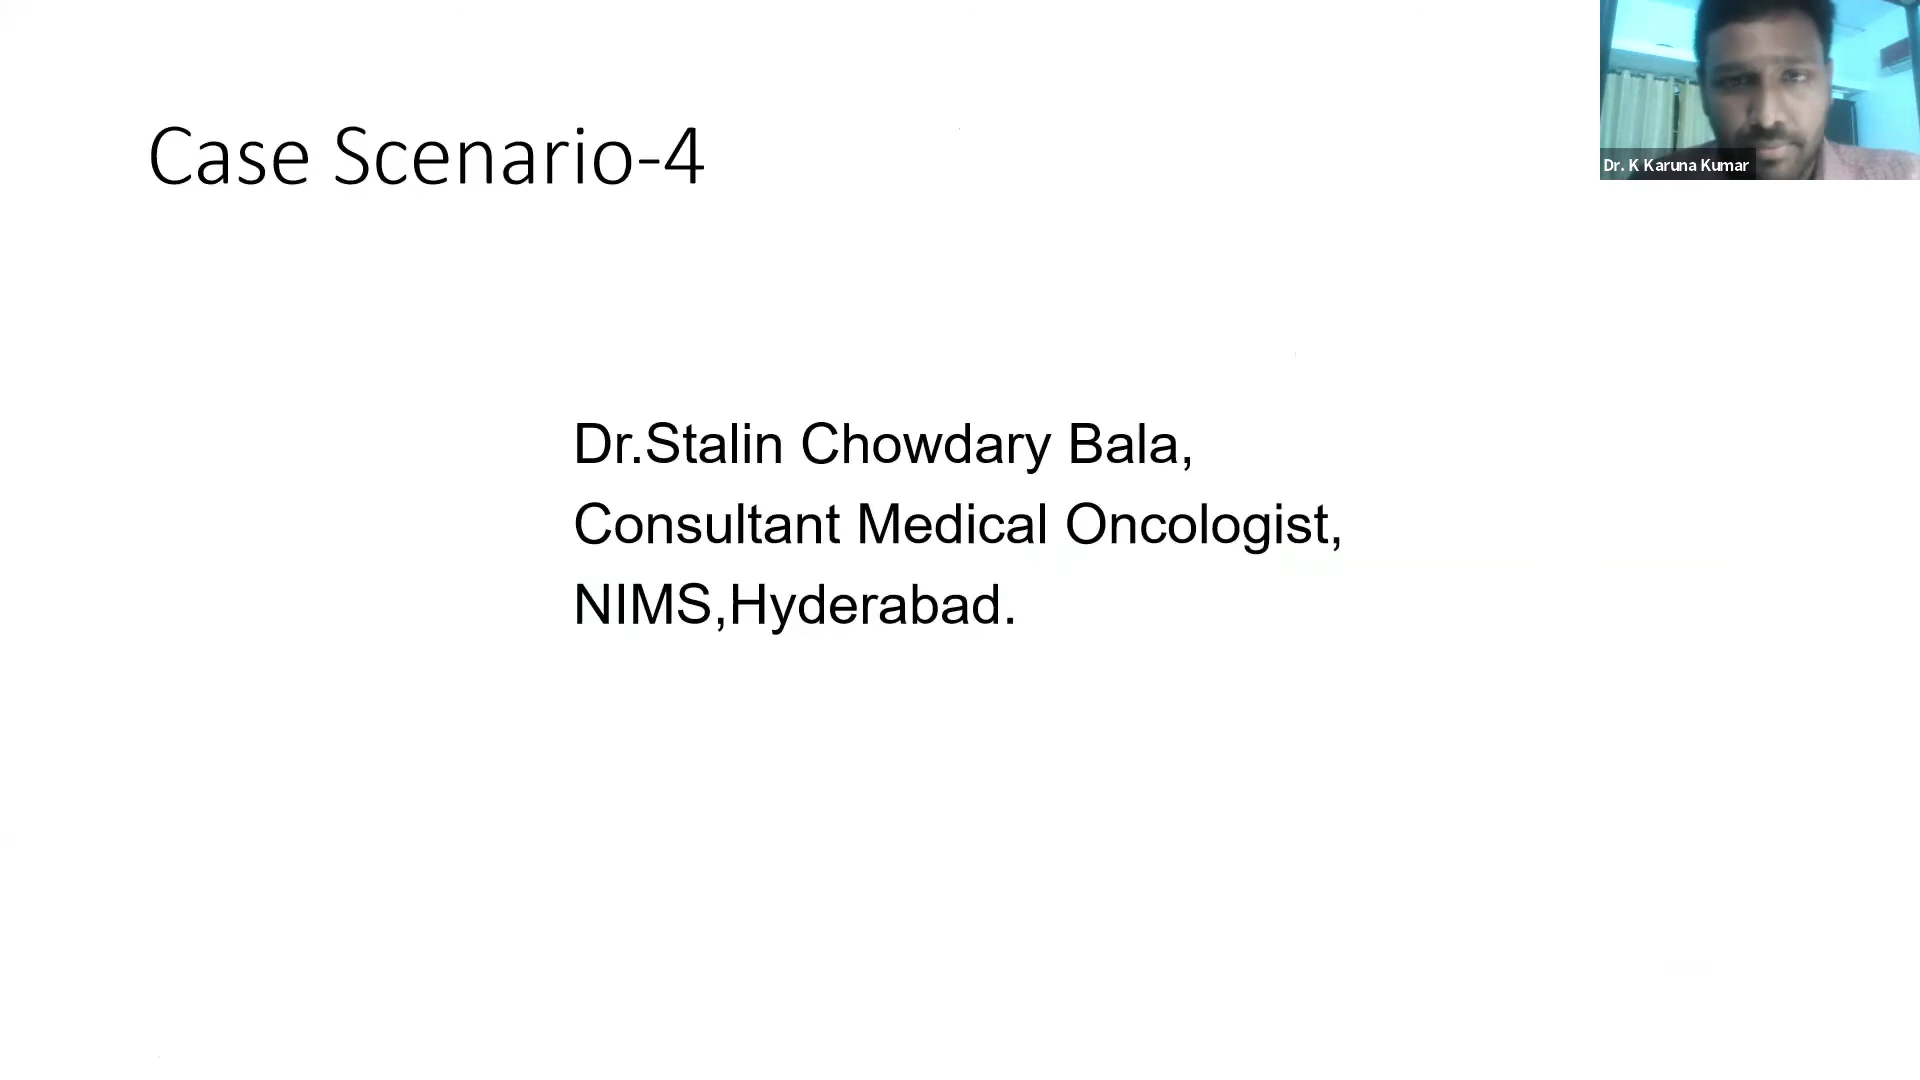 Case Scenario-4
Dr. K Karuna Kumar
Dr.Stalin Chowdary Bala,
Consultant Medical Oncologist,
NIMS,Hyderabad.